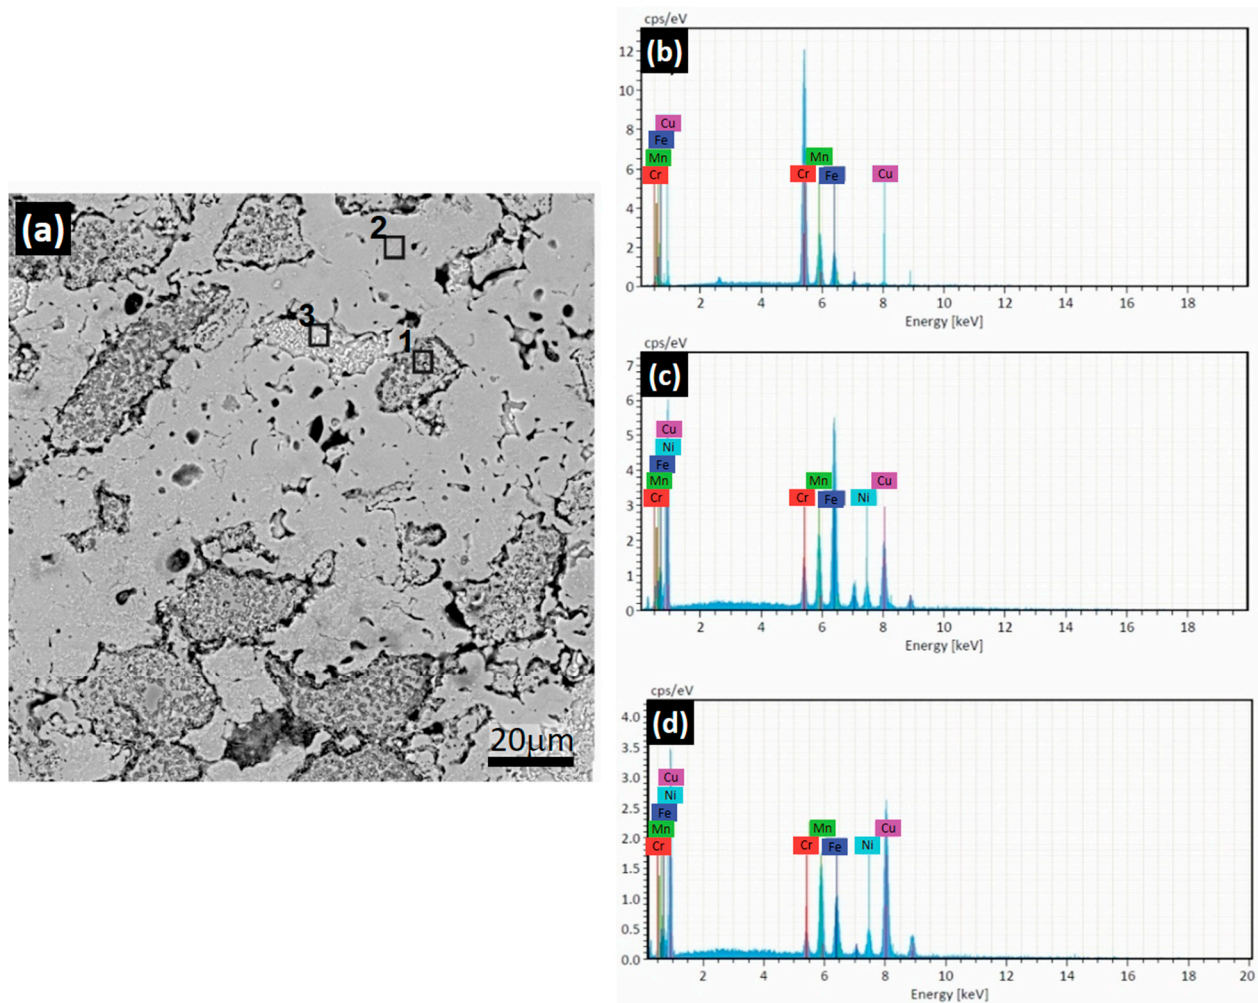 (a)
2
3
1
20μm
cps/eV
(b)
12
10
8
6
4
2
0
Cu
Fe
Mn
Cr
Mn
Cr
Fe
Cu
2 4 6 8 10 12 14 16 18
Energy [keV]
(c)
7
6
5
4
3
2
1
0
Cu
Ni
Fe
Mn
Cr
Mn
Cu
Cr
Fe
Ni
2 4 6 8 10 12 14 16 18
Energy [keV]
cps/eV
(d)
4.0
3.5
3.0
2.5
2.0
1.5
1.0
0.5
0.0
Cu
Ni
Fe
Mn
Cr
Mn
Cu
Cr
Fe
Ni
2 4 6 8 10 12 14 16 18 20
Energy [keV]